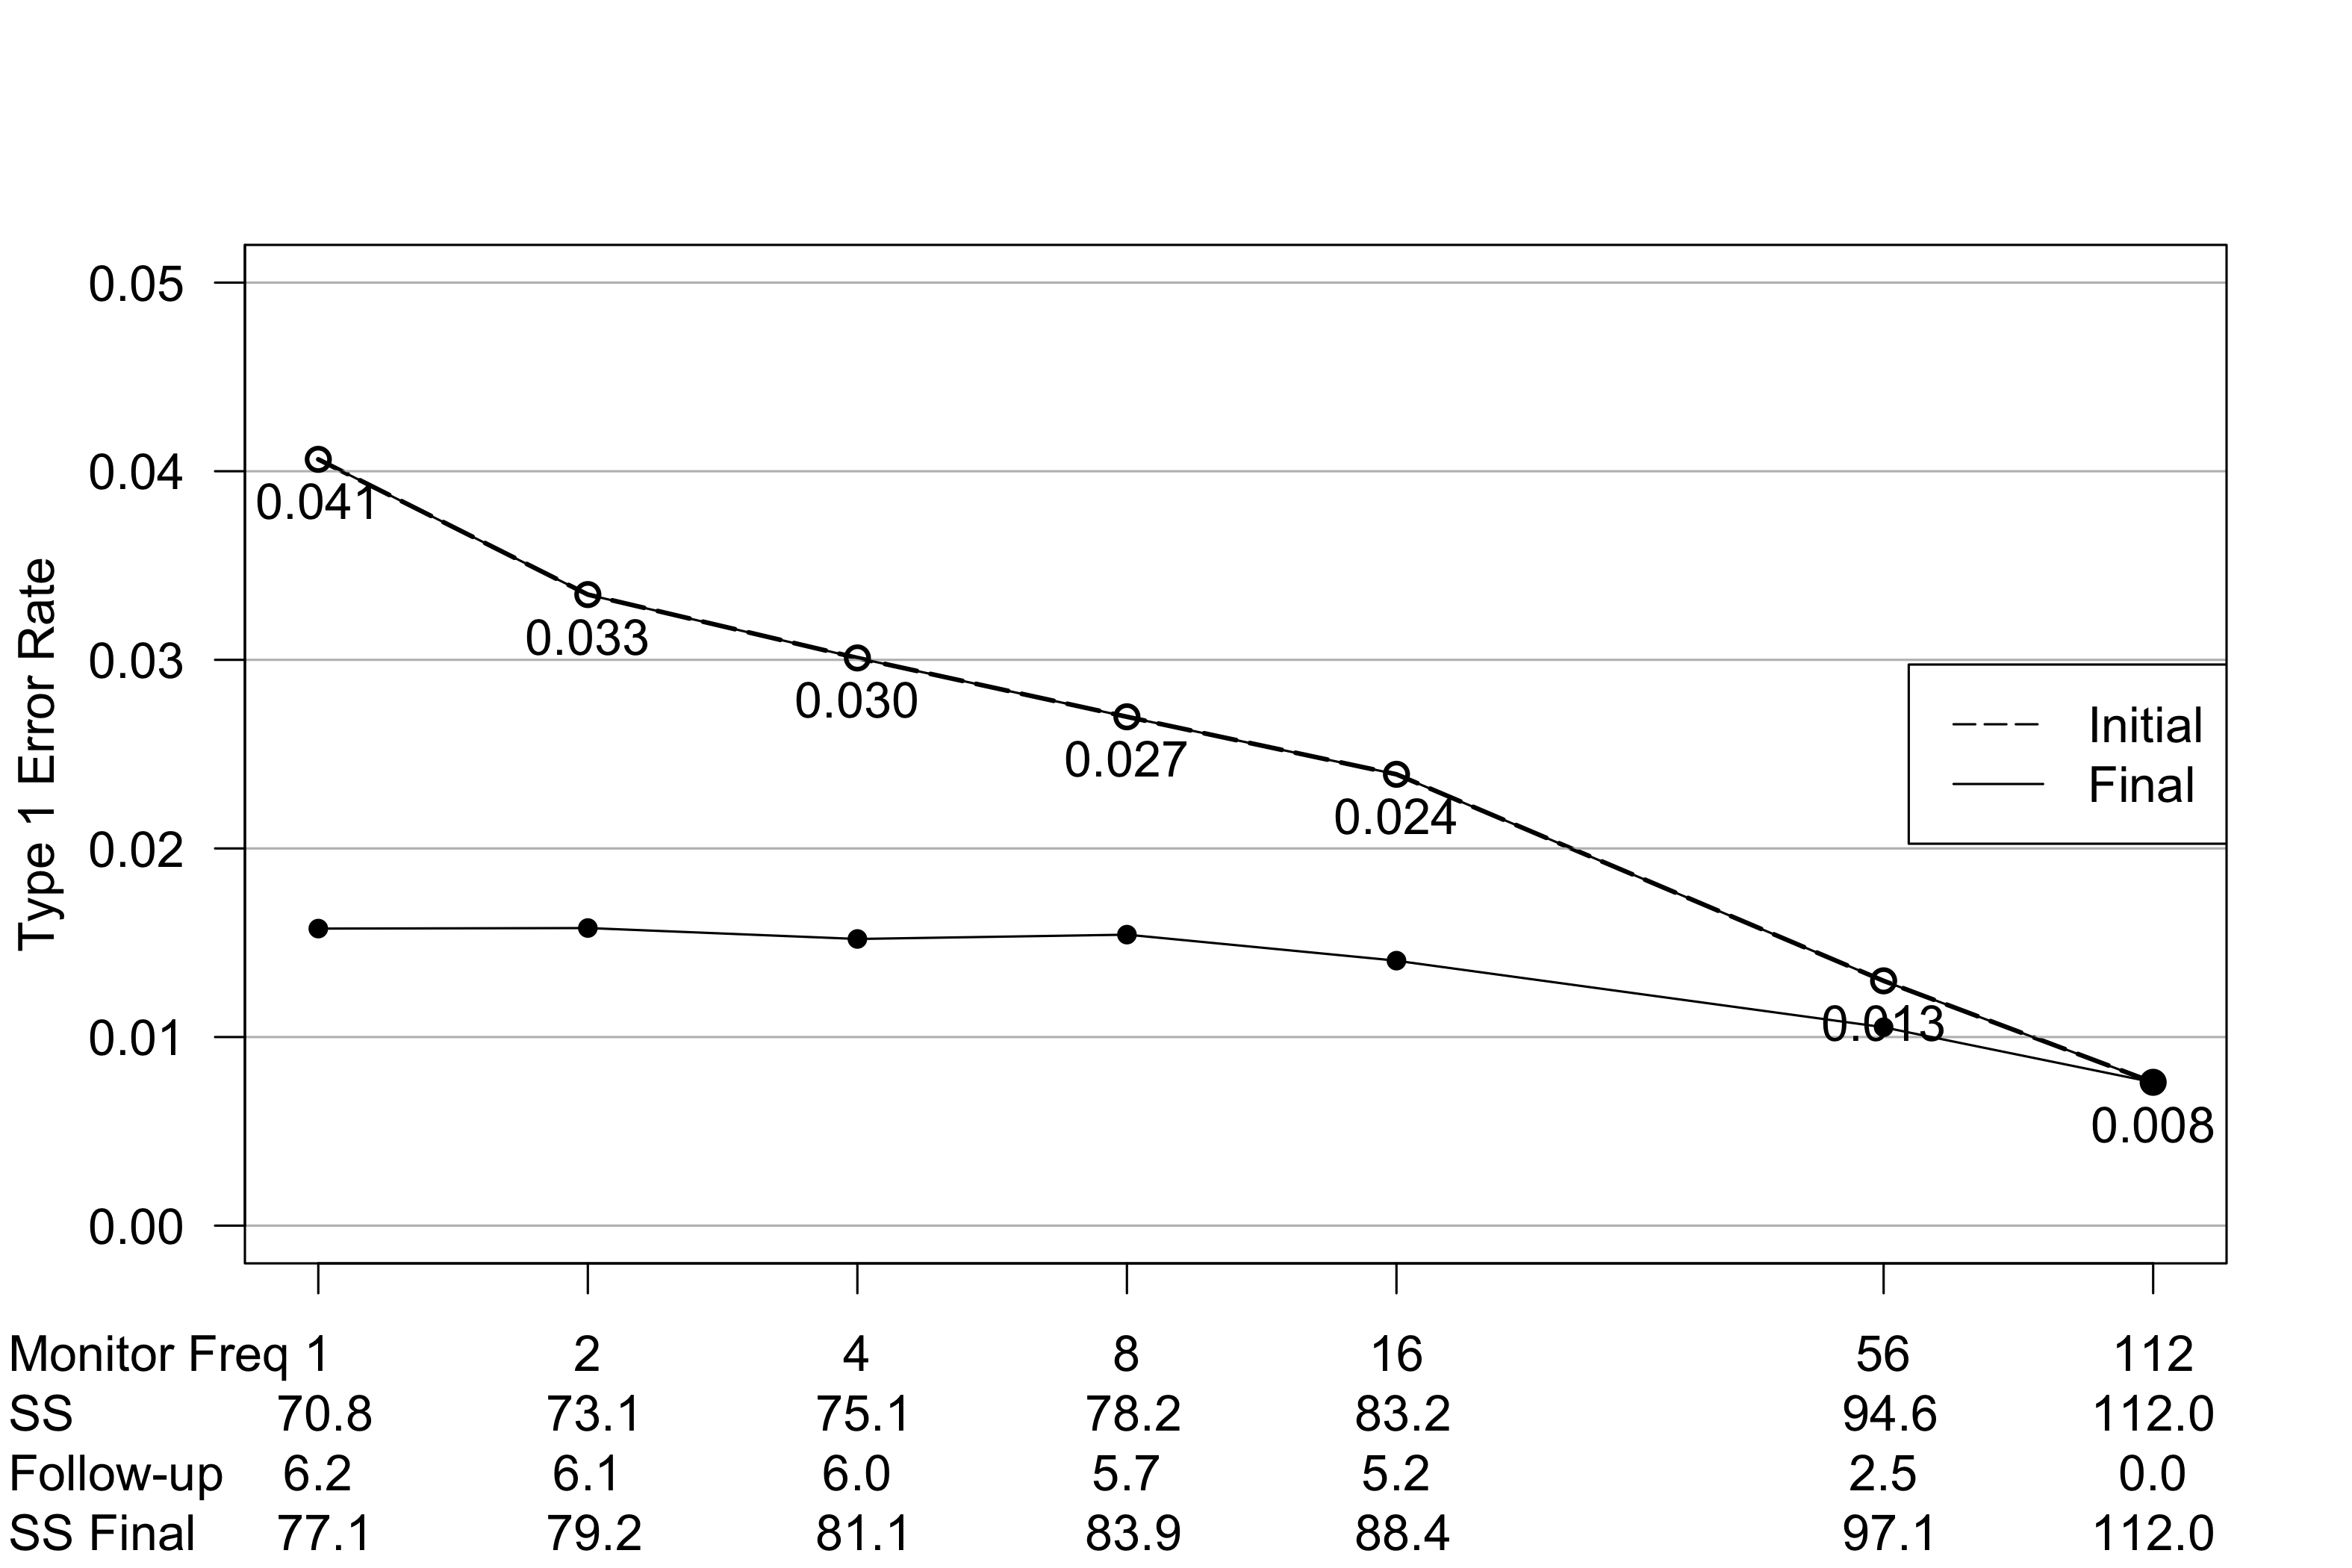 0.05
0.04
0.03
0.02
0.01
0.00
Type 1 Error Rate
0.041
0.033
0.030
0.027
0.024
0.013
0.008
Initial
Final
Monitor Freq 1 2 4 8 16 56 112
SS 70.8 73.1 75.1 78.2 83.2 94.6 112.0
Follow-up 6.2 6.1 6.0 5.7 5.2 2.5 0.0
SS Final 77.1 79.2 81.1 83.9 88.4 97.1 112.0